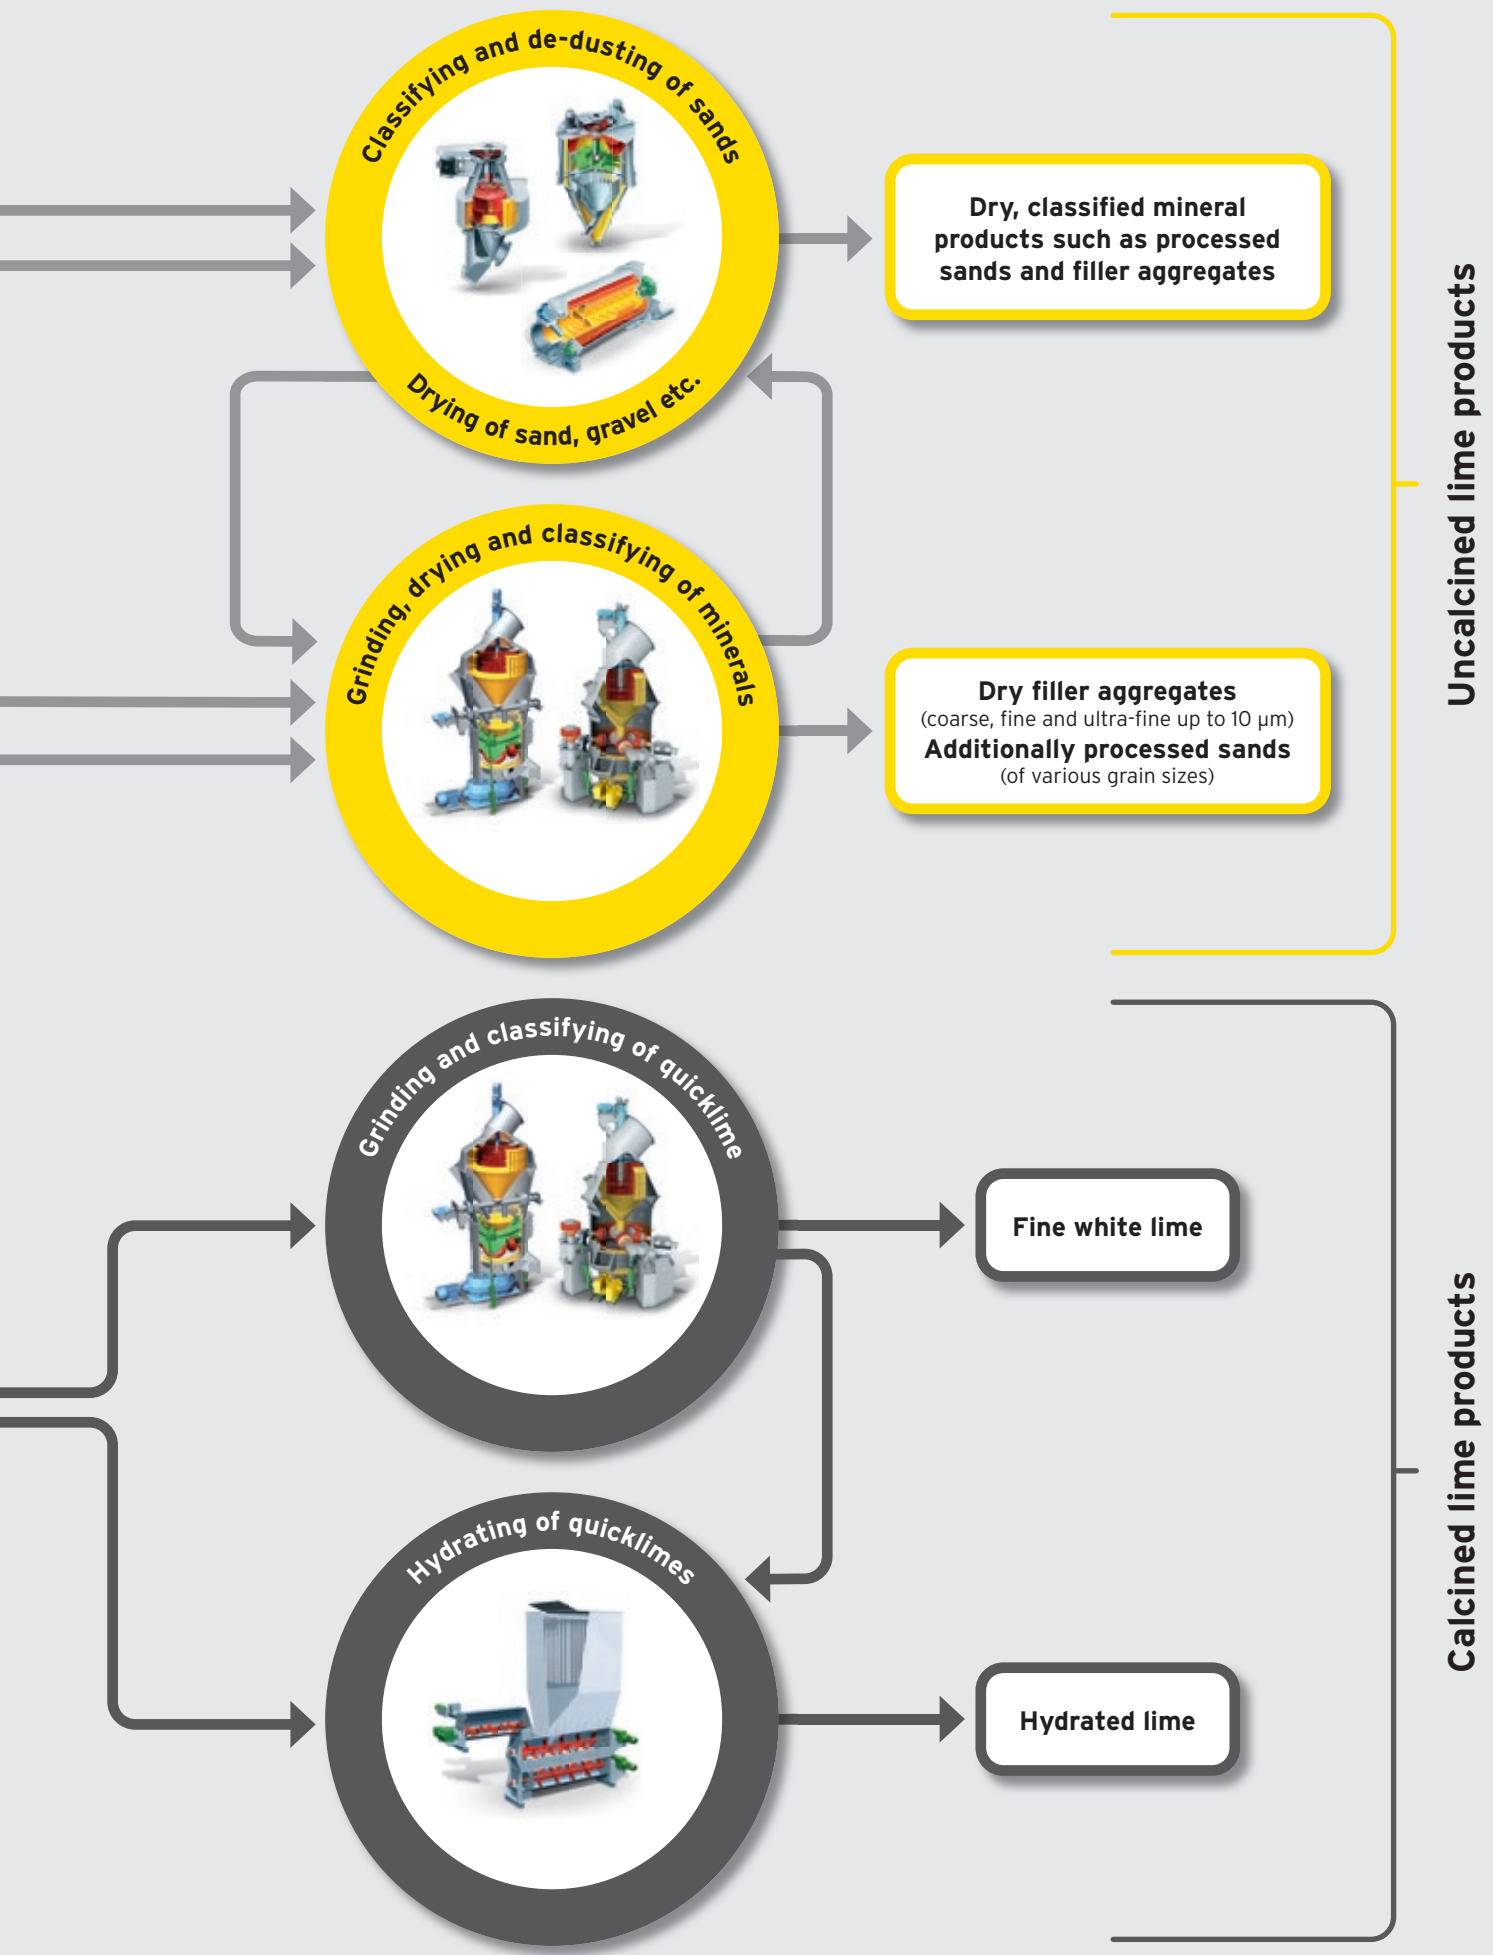 Classifying and de-dusting of sands
Drying of sand, gravel etc.
Dry, classified mineral
products such as processed
sands and filler aggregates
Grinding, drying and classifying of minerals
Dry filler aggregates
(coarse, fine and ultra-fine up to 10 µm)
Additionally processed sands
(of various grain sizes)
Uncalcined lime products
Grinding and classifying of quicklime
Fine white lime
Hydrating of quicklimes
Hydrated lime
Calcined lime products